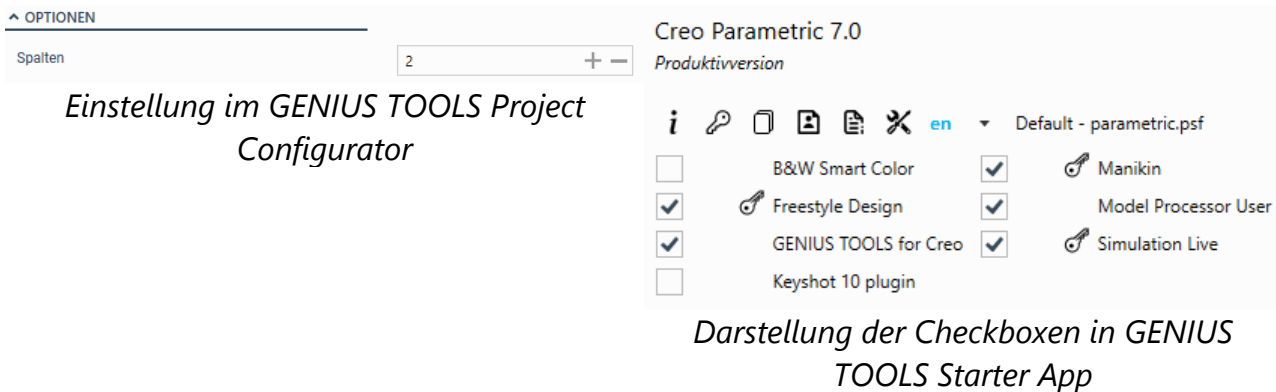 OPTIONEN
Spalten 2
Einstellung im GENIUS TOOLS Project
Configurator
Creo Parametric 7.0
Produktivversion
i en Default - parametric.psf
B&W Smart Color Manikin
Freestyle Design Model Processor User
GENIUS TOOLS for Creo Simulation Live
Keyshot 10 plugin
Darstellung der Checkboxen in GENIUS
TOOLS Starter App